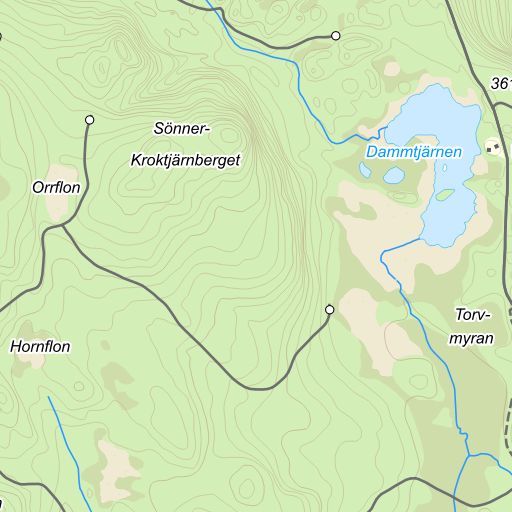 361
Sönner-
Kroktjärnberget
Dammtjärnen
Orrflon
Torv-
myran
Hornflon